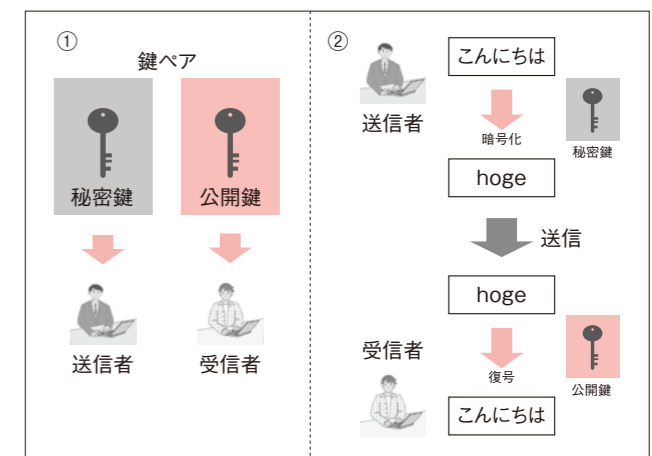 ①
鍵ペア
秘密鍵
公開鍵
送信者
受信者
②
こんにちは
送信者
暗号化
秘密鍵
hoge
送信
hoge
受信者
復号
公開鍵
こんにちは